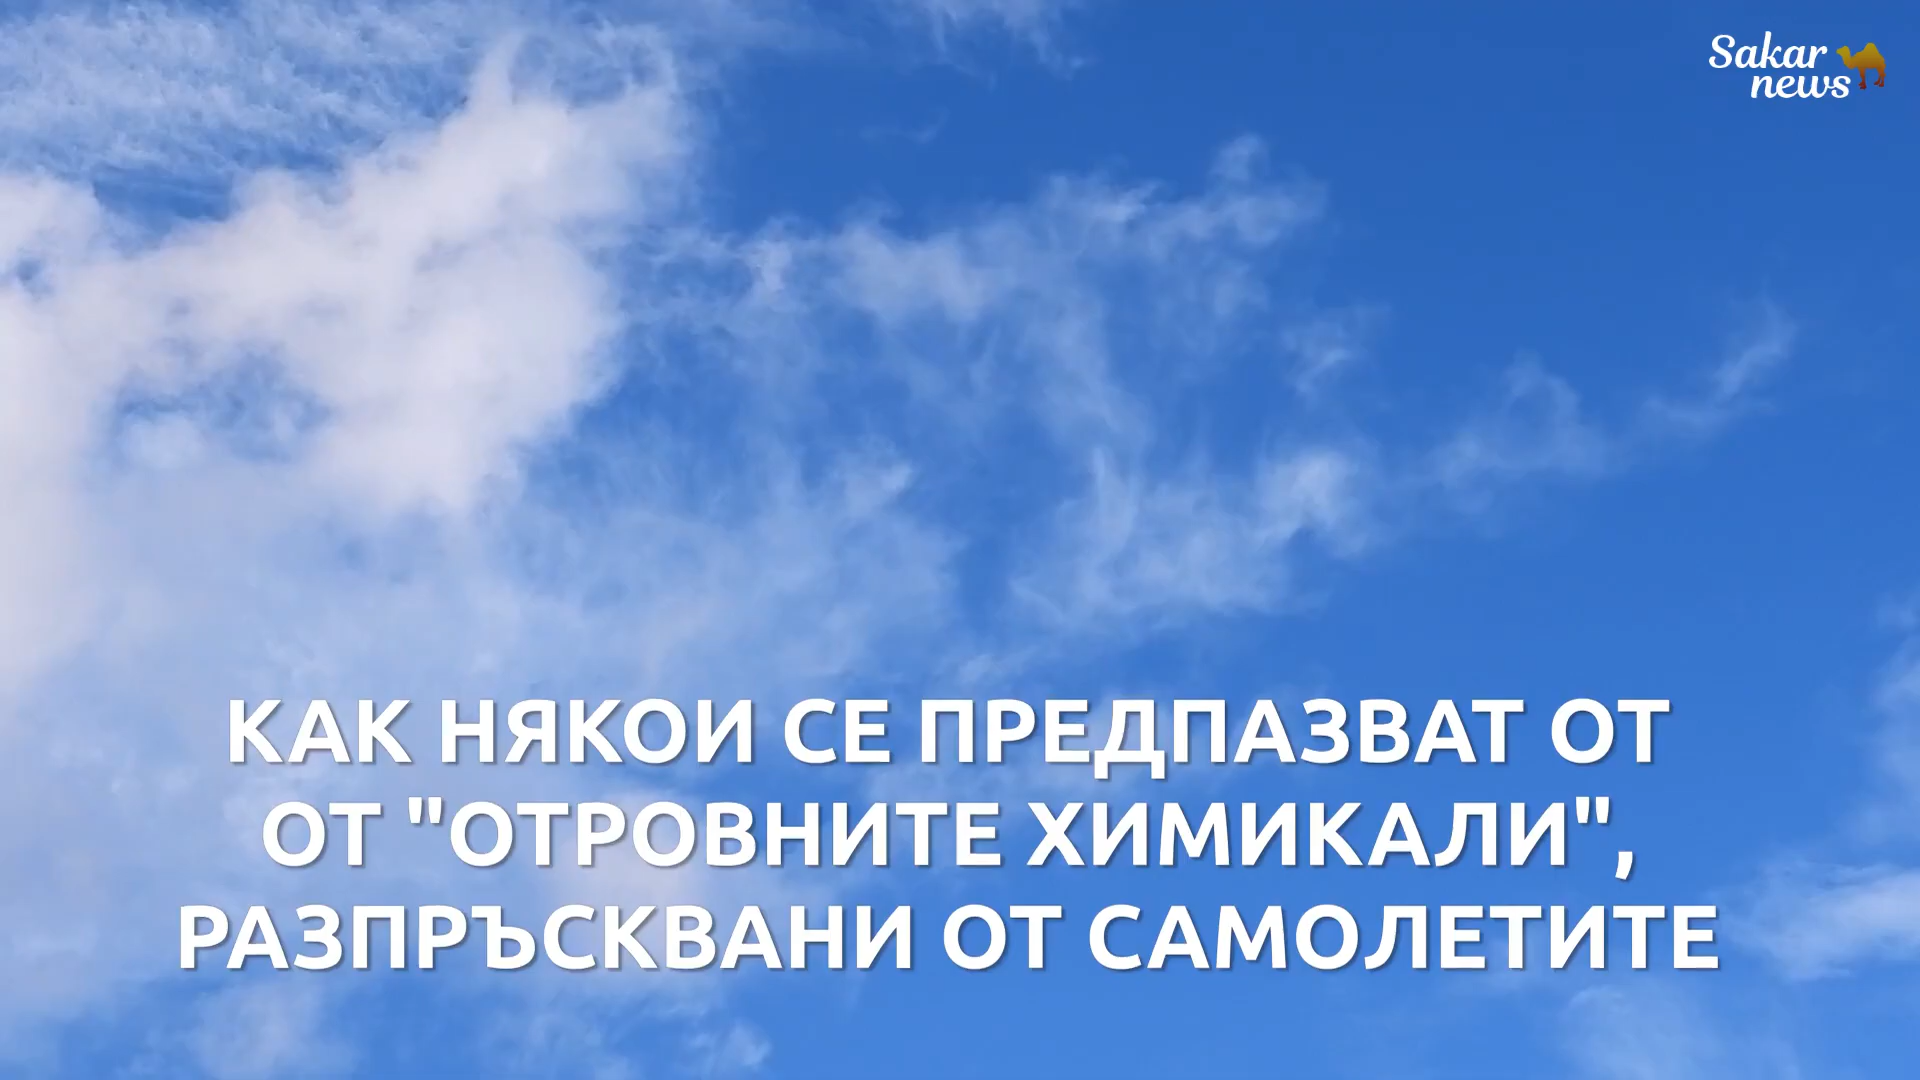 Sakar
news
КАК НЯКОИ СЕ ПРЕДПАЗВАТ ОТ
ОТ "ОТРОВНИТЕ ХИМИКАЛИ",
РАЗПРЪСКВАНИ ОТ САМОЛЕТИТЕ